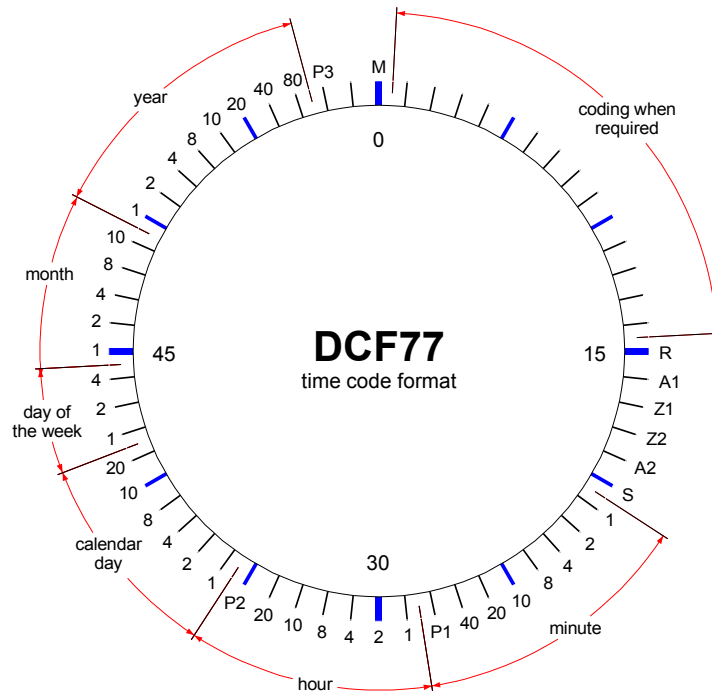 DCF77
time code format
0
15
30
45
M
coding when
required
R
A1
Z1
Z2
A2
S
1
2
4
8
10
20
40
minute
P1
1
2
4
8
10
20
hour
P2
1
2
4
8
10
20
calendar
day
1
2
4
day of
the week
1
2
4
8
10
month
1
2
4
8
10
20
40
80
year
P3